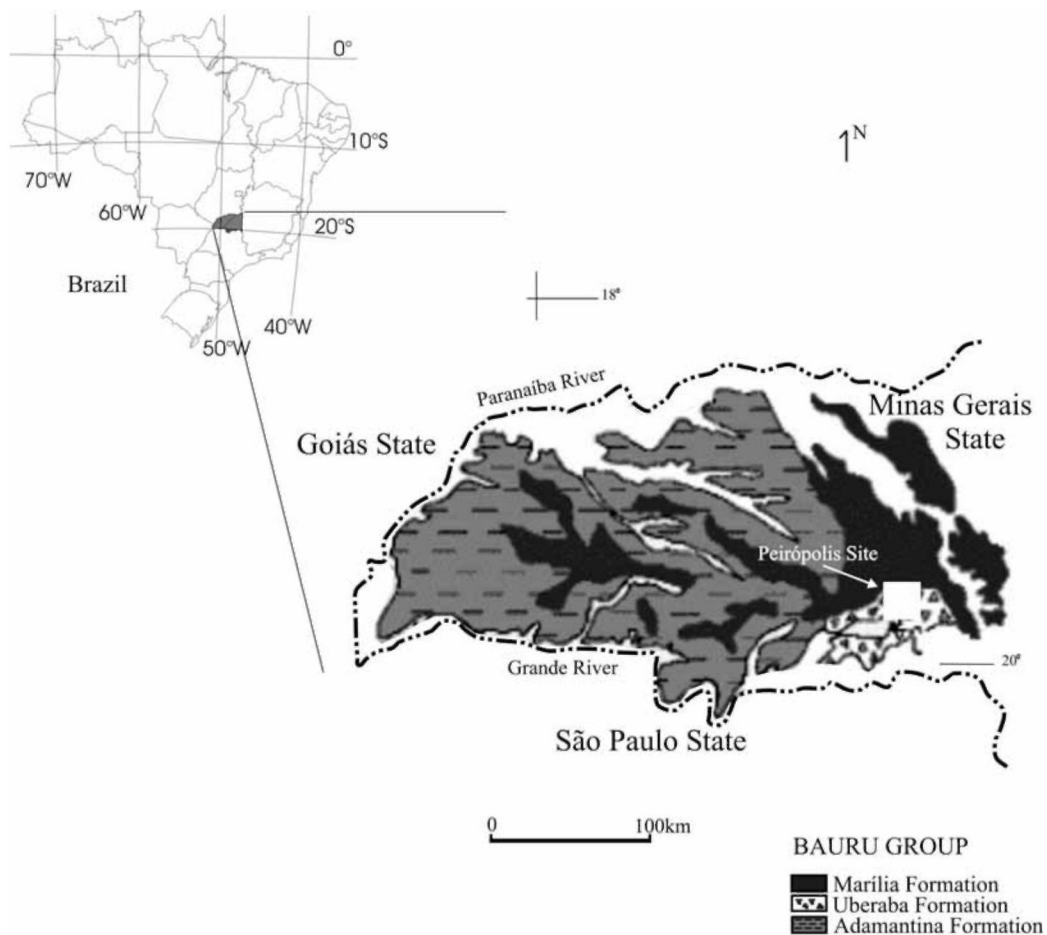 0°
10°S
70°W
60°W
20°S
Brazil
40°W
50°W
N
18°
Paranaíba River
Minas Gerais
State
Goiás State
Peirópolis Site
Grande River
20°
São Paulo State
0
100km
BAURU GROUP
Marília Formation
Uberaba Formation
Adamantina Formation